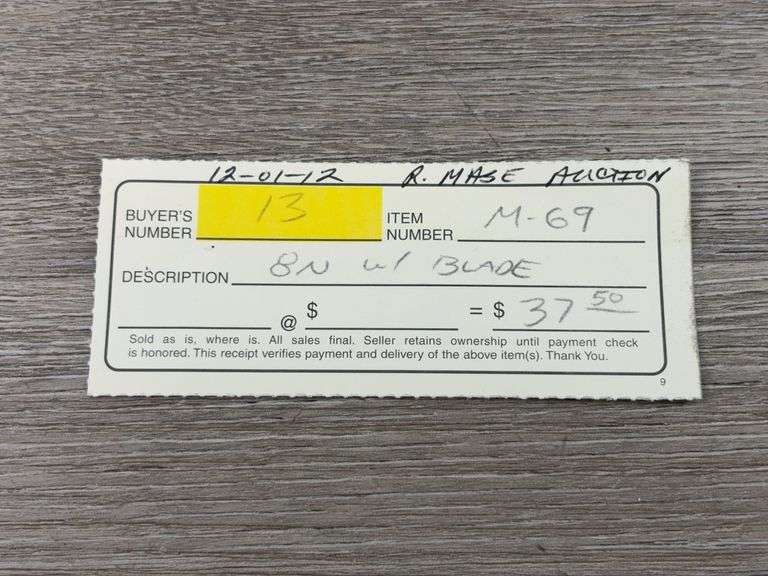 12-01-12 R. MASE AUCTION
BUYER'S NUMBER 13 ITEM NUMBER M-69
DESCRIPTION 8N w/ BLADE
@ $ = $ 37 50
Sold as is, where is. All sales final. Seller retains ownership until payment check
is honored. This receipt verifies payment and delivery of the above item(s). Thank You.
9